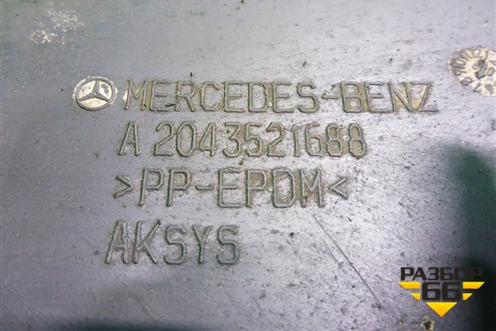 MERCEDES-BENZ
A 2043521688
>PP-EPDM<
AKSYS
РАЗБОР
66